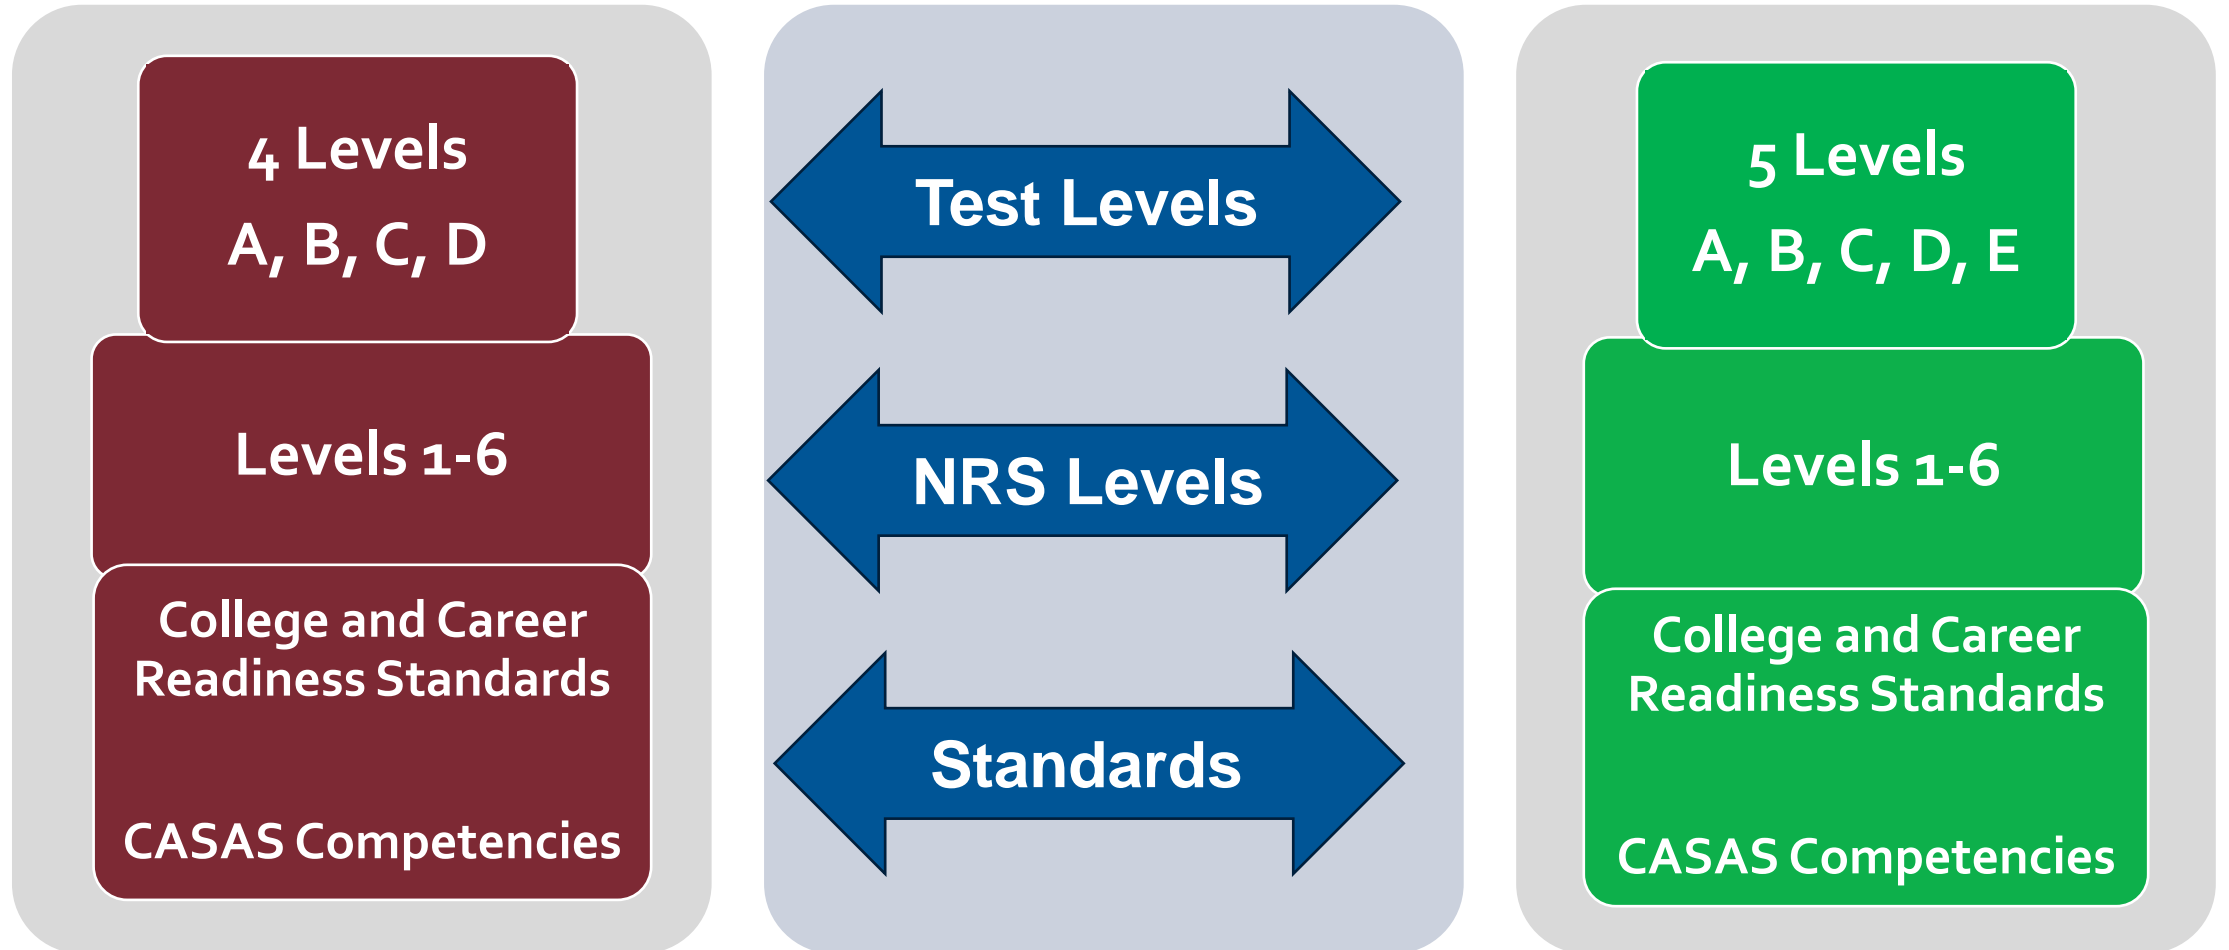 4 Levels
A, B, C, D
Levels 1-6
College and Career
Readiness Standards
CASAS Competencies
Test Levels
NRS Levels
Standards
5 Levels
A, B, C, D, E
Levels 1-6
College and Career
Readiness Standards
CASAS Competencies